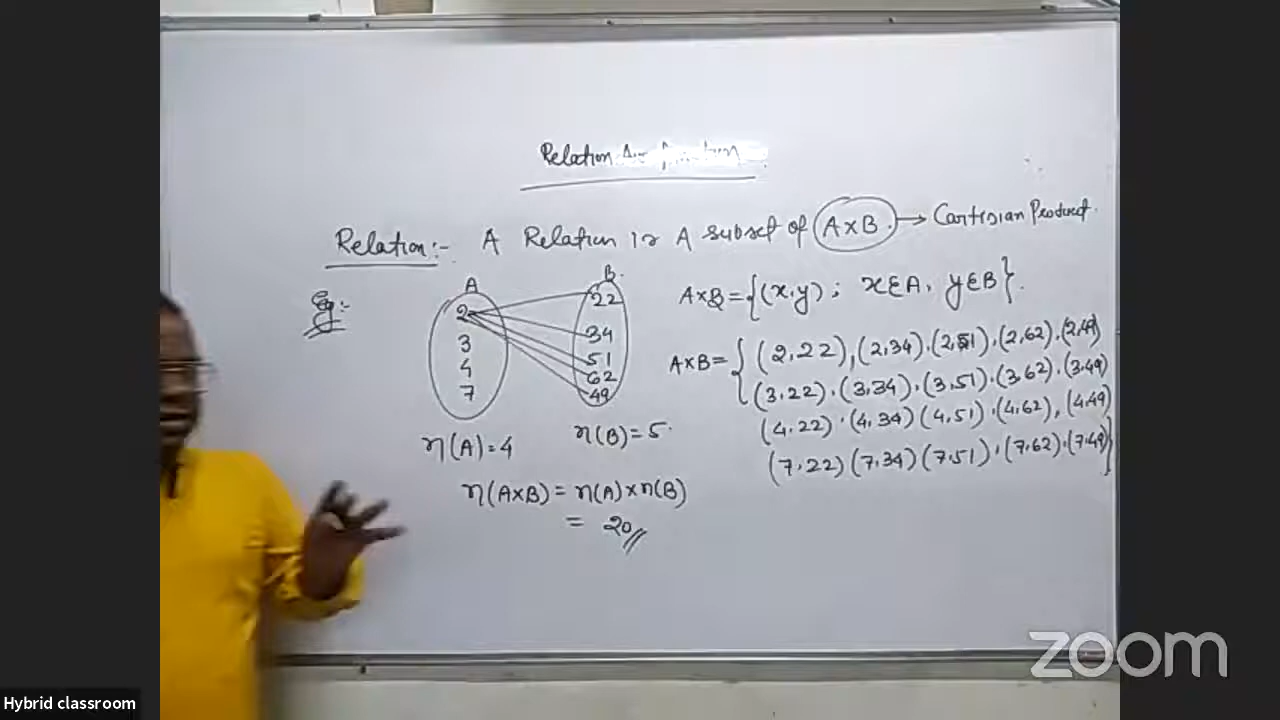 Relation And Function
Relation:- A Relation is A subset of A×B. → Cartesian Product.
Eg:-
A
B.
2
3
4
7
22
34
51
62
49
n(A)=4
n(B)=5.
n(A×B) = n(A)×n(B)
= 20//
A×B={(x,y); x∈A, y∈B}.
A×B={(2,22),(2,34).(2,51).(2,62).(2,49)
(3,22).(3,34).(3,51).(3,62).(3,49)
(4,22).(4,34)(4,51).(4,62),(4,49)
(7,22)(7,34)(7,51).(7,62).(7,49)}
zoom
Hybrid classroom